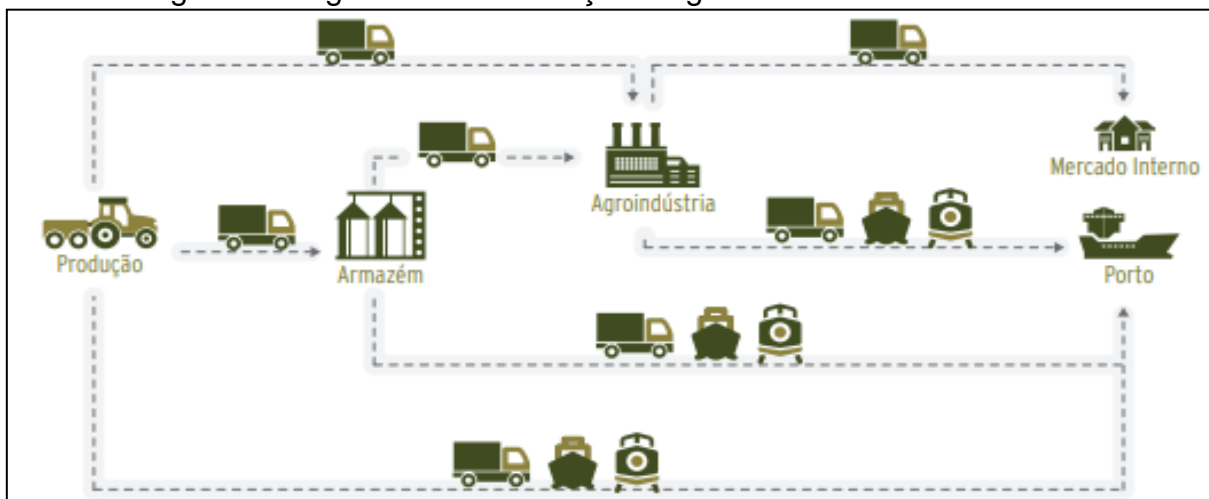 Mercado Interno
Agroindústria
Produção
Armazém
Porto